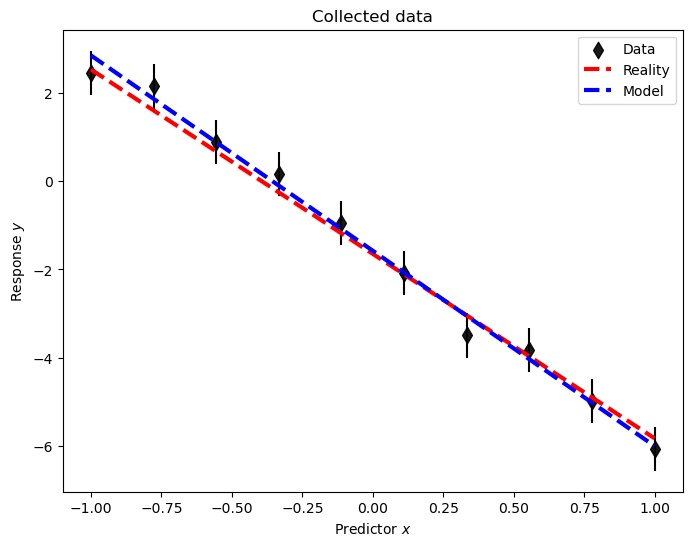 Collected data
Data
Reality
Model
2
0
−2
−4
−6
Response y
−1.00
−0.75
−0.50
−0.25
0.00
0.25
0.50
0.75
1.00
Predictor x